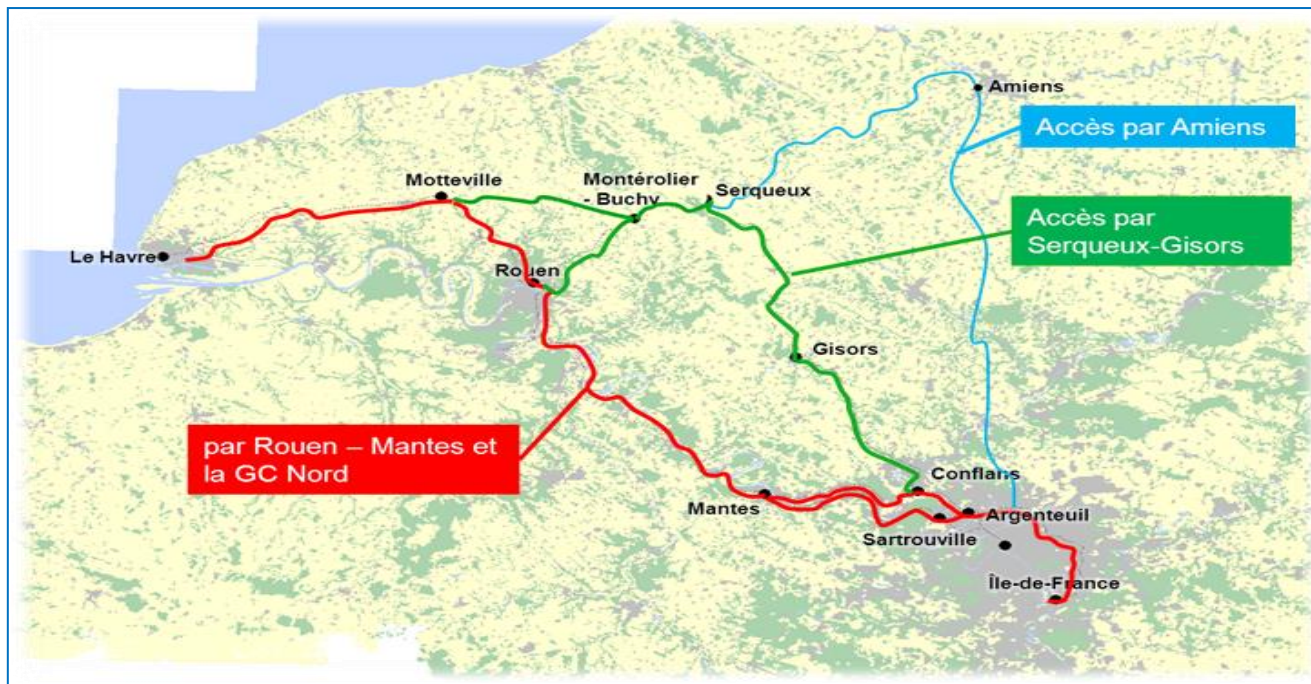 Amiens
Accès par Amiens
Motteville
Montérolier
- Buchy
Serqueux
Accès par
Serqueux-Gisors
Le Havre
Rouen
Gisors
par Rouen – Mantes et
la GC Nord
Conflans
Mantes
Argenteuil
Sartrouville
Île-de-France